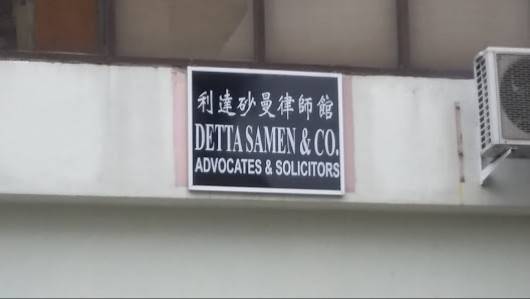 利達砂曼律師館
DETTA SAMEN & CO.
ADVOCATES & SOLICITORS